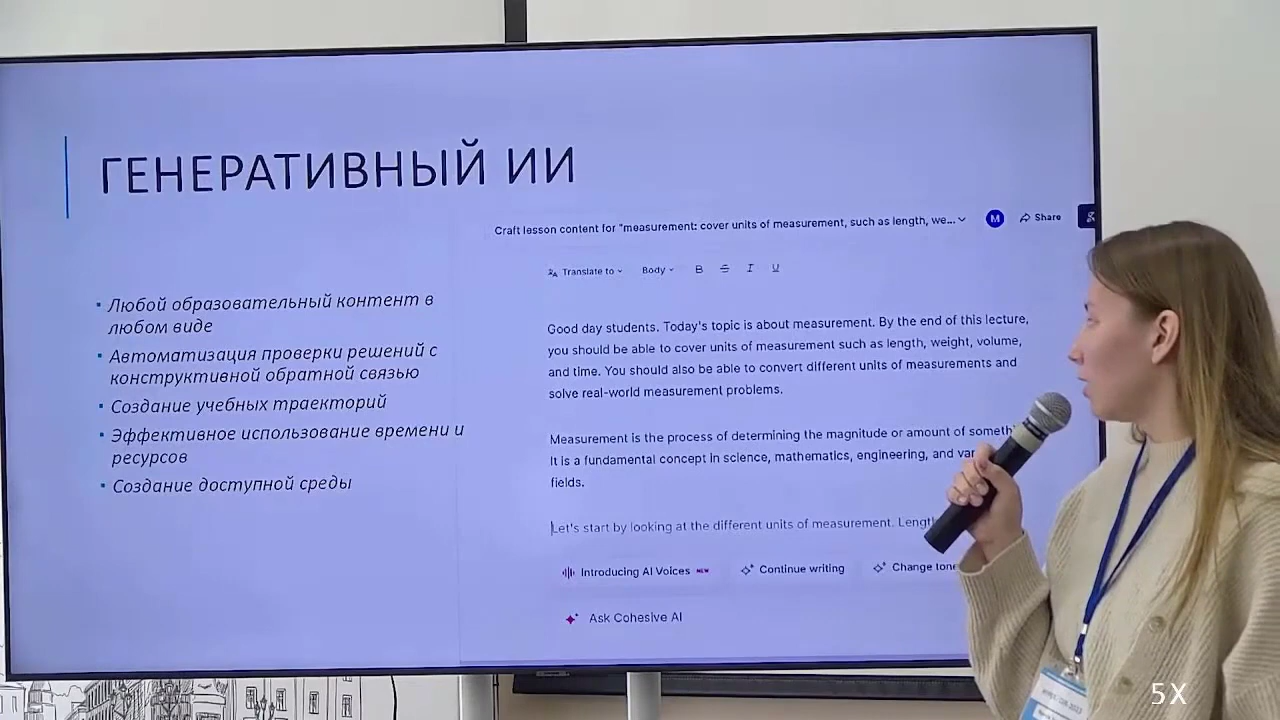 ГЕНЕРАТИВНЫЙ ИИ
Любой образовательный контент в
любом виде
Автоматизация проверки решений с
конструктивной обратной связью
Создание учебных траекторий
Эффективное использование времени и
ресурсов
Создание доступной среды
Craft lesson content for "measurement: cover units of measurement, such as length, we...
M
Share
Translate to
Body
B S I U
Good day students. Today's topic is about measurement. By the end of this lecture,
you should be able to cover units of measurement such as length, weight, volume,
and time. You should also be able to convert different units of measurements and
solve real-world measurement problems.
Measurement is the process of determining the magnitude or amount of
It is a fundamental concept in science, mathematics, engineering, and
fields.
Let's start by looking at the different units of measurement.
Introducing AI Voices NEW
Continue writing
Change tone
Ask Cohesive AI
5X